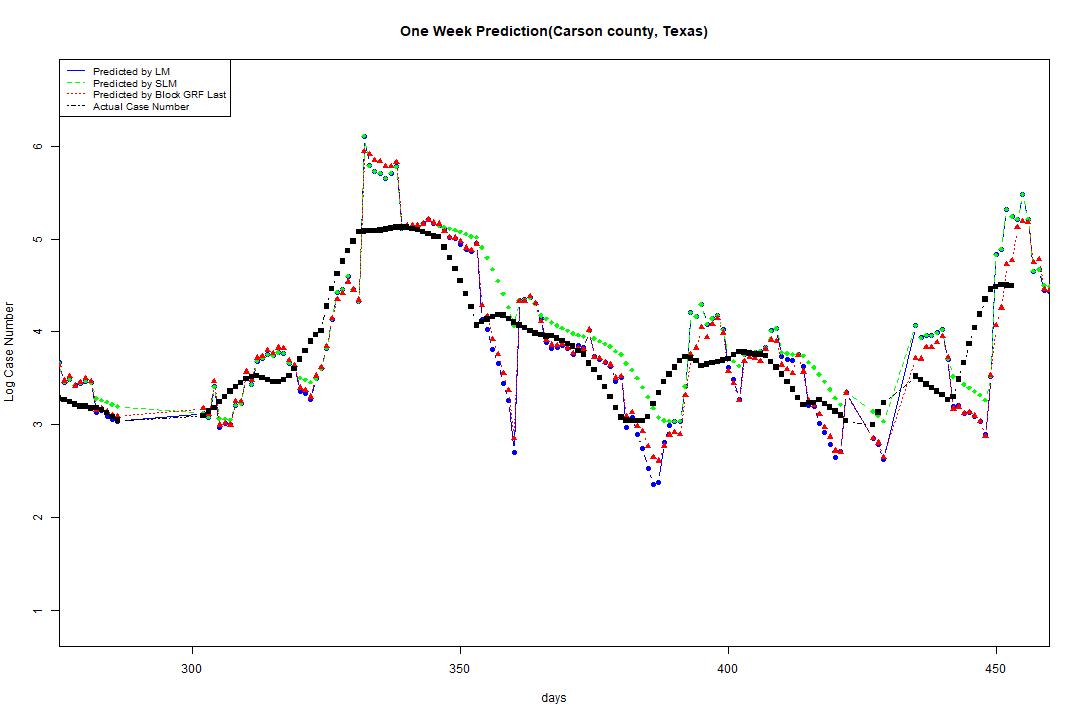 One Week Prediction(Carson county, Texas)
Predicted by LM
Predicted by SLM
Predicted by Block GRF Last
Actual Case Number
6
5
4
3
2
1
Log Case Number
300 350 400 450
days